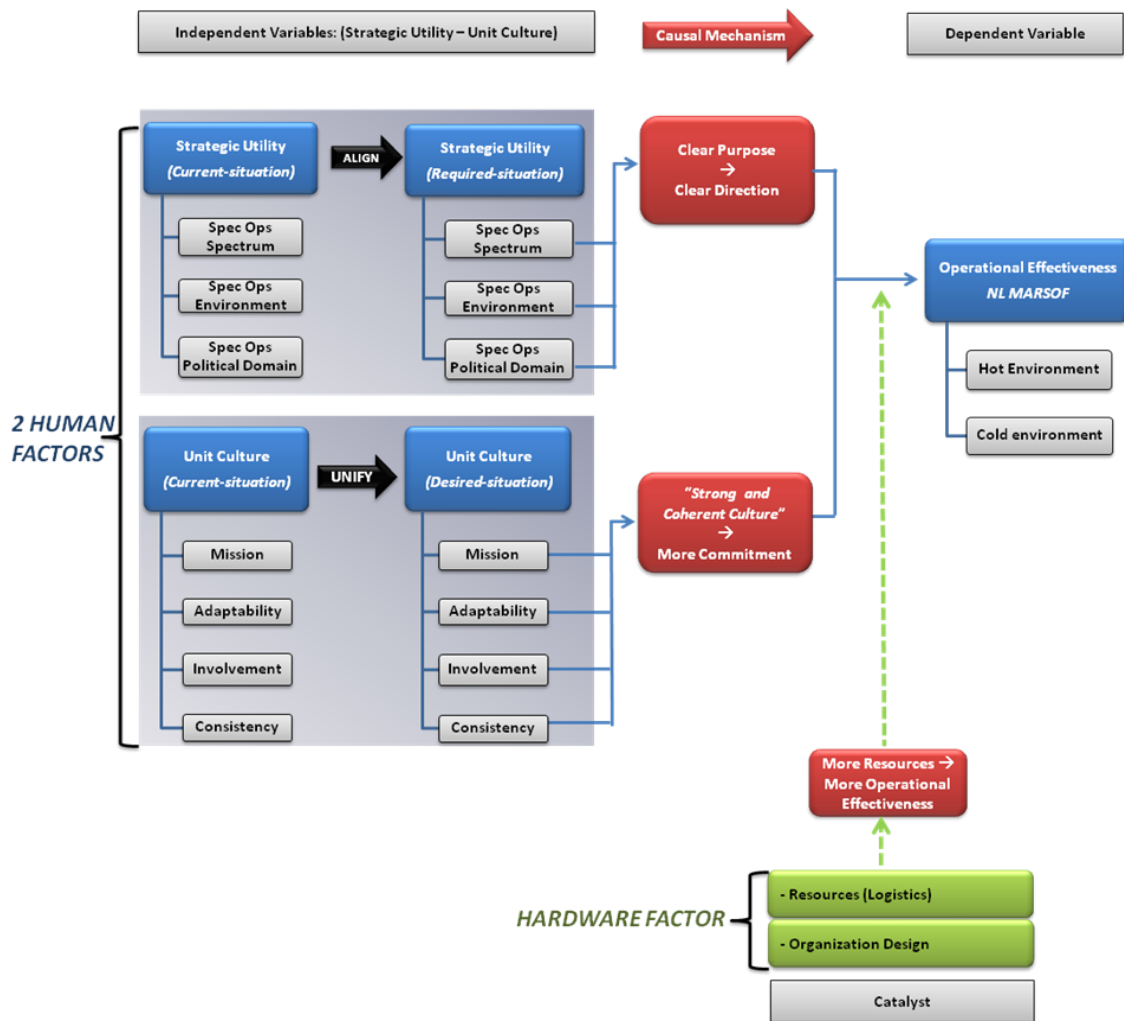 Independent Variables: (Strategic Utility – Unit Culture)
Causal Mechanism
Dependent Variable
Strategic Utility
(Current-situation)
ALIGN
Strategic Utility
(Required-situation)
Spec Ops
Spectrum
Spec Ops
Environment
Spec Ops
Political Domain
Spec Ops
Spectrum
Spec Ops
Environment
Spec Ops
Political Domain
Clear Purpose
→
Clear Direction
Operational Effectiveness
NL MARSOF
Hot Environment
Cold environment
2 HUMAN
FACTORS
Unit Culture
(Current-situation)
UNIFY
Unit Culture
(Desired-situation)
Mission
Adaptability
Involvement
Consistency
Mission
Adaptability
Involvement
Consistency
"Strong and
Coherent Culture"
→
More Commitment
More Resources →
More Operational
Effectiveness
HARDWARE FACTOR
- Resources (Logistics)
- Organization Design
Catalyst